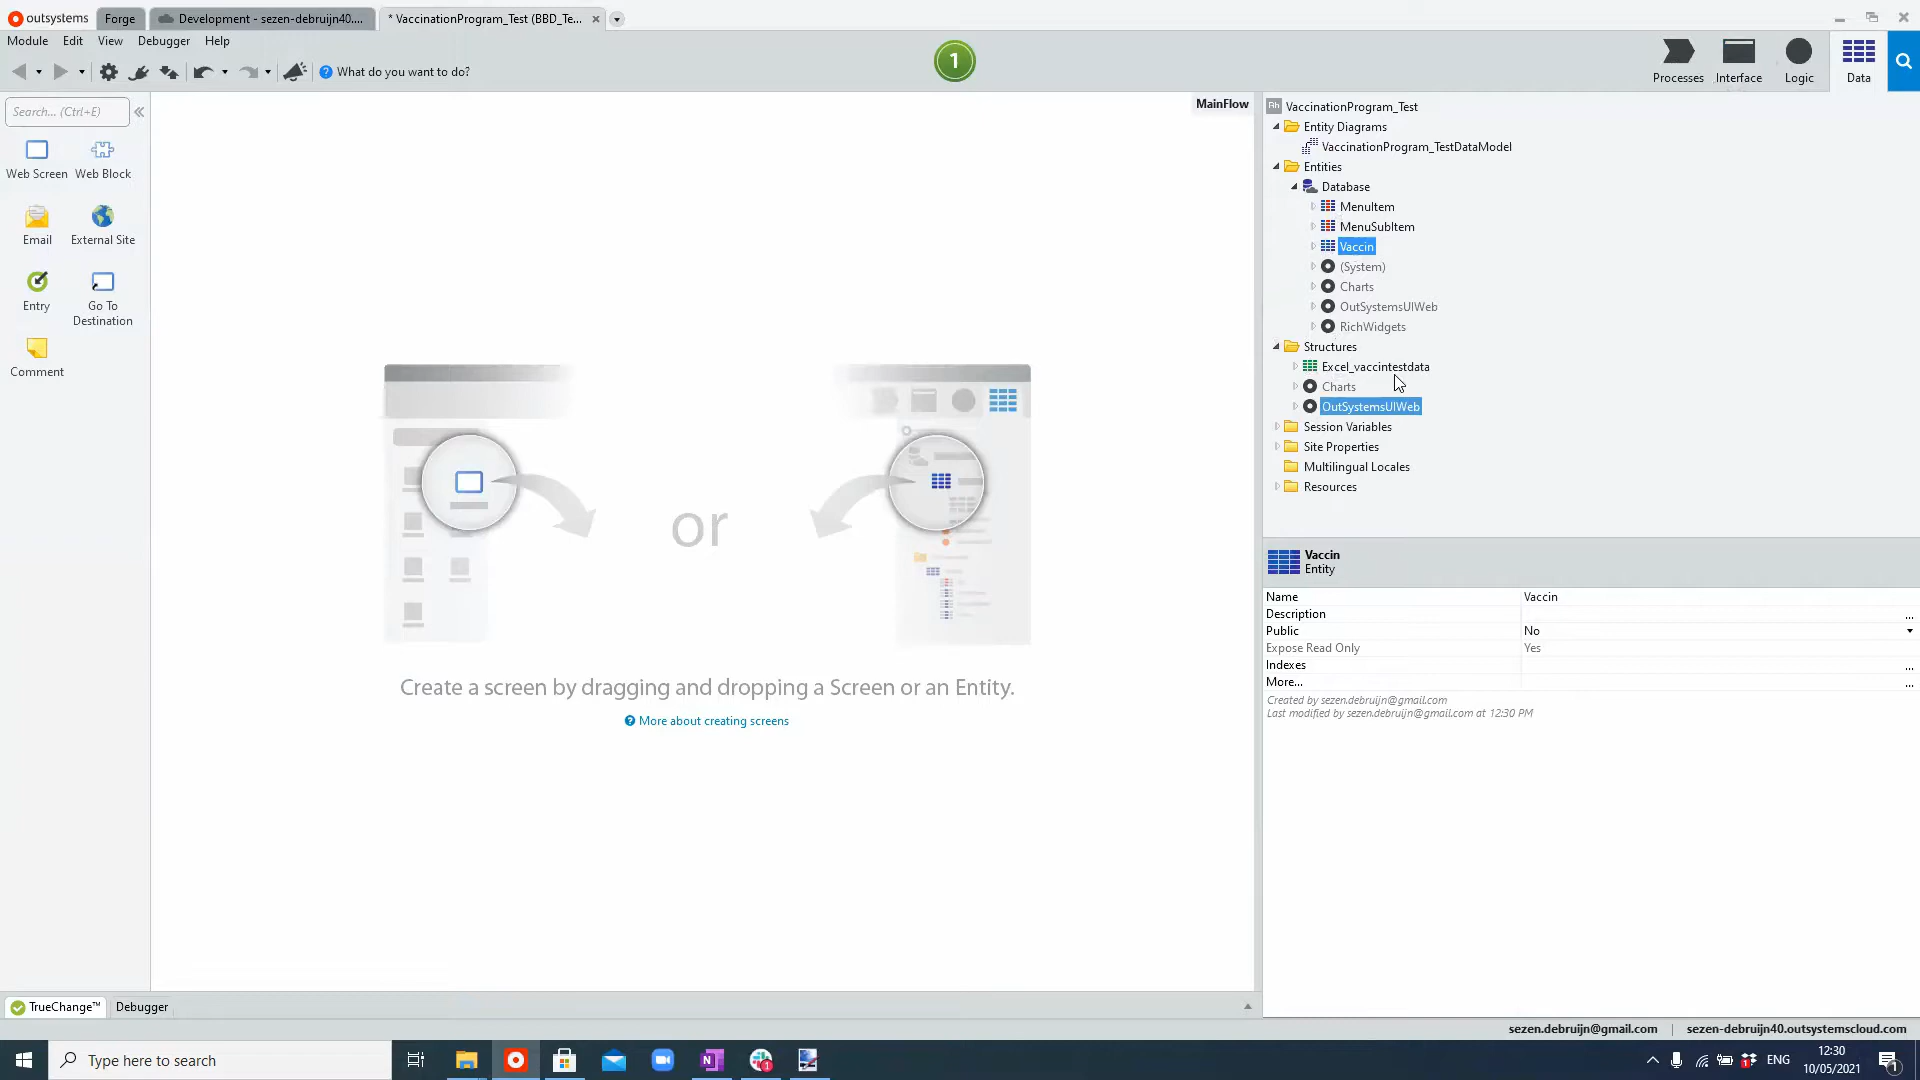 outsystems
Forge
Development - sezen-debruijn40....
* VaccinationProgram_Test (BBD_Te...
Module Edit View Debugger Help
What do you want to do?
1
Processes Interface Logic Data
Search... (Ctrl+E)
Web Screen Web Block
Email External Site
Entry Go To Destination
Comment
MainFlow
or
Create a screen by dragging and dropping a Screen or an Entity.
More about creating screens
VaccinationProgram_Test
Entity Diagrams
VaccinationProgram_TestDataModel
Entities
Database
MenuItem
MenuSubItem
Vaccin
(System)
Charts
OutSystemsUIWeb
RichWidgets
Structures
Excel_vaccintestdata
Charts
OutSystemsUIWeb
Session Variables
Site Properties
Multilingual Locales
Resources
Vaccin
Entity
Name Vaccin
Description ...
Public No
Expose Read Only Yes
Indexes ...
More... ...
Created by sezen.debruijn@gmail.com
Last modified by sezen.debruijn@gmail.com at 12:30 PM
TrueChange™ Debugger
sezen.debruijn@gmail.com | sezen-debruijn40.outsystemscloud.com
Type here to search
ENG
12:30
10/05/2021